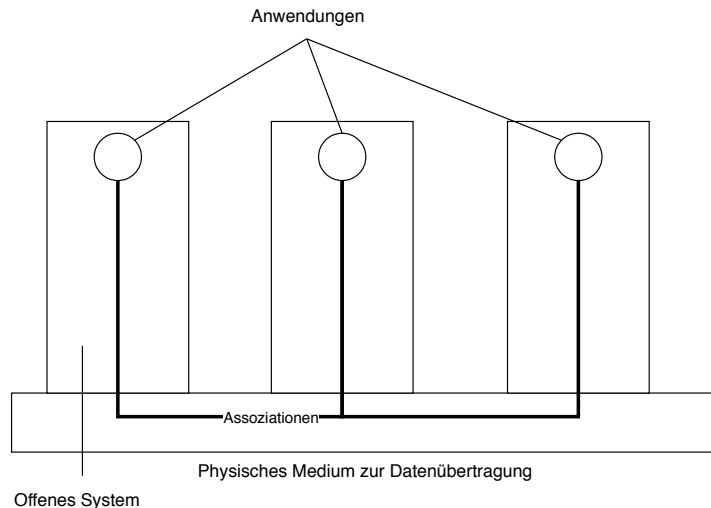 Anwendungen
Assoziationen
Physisches Medium zur Datenübertragung
Offenes System